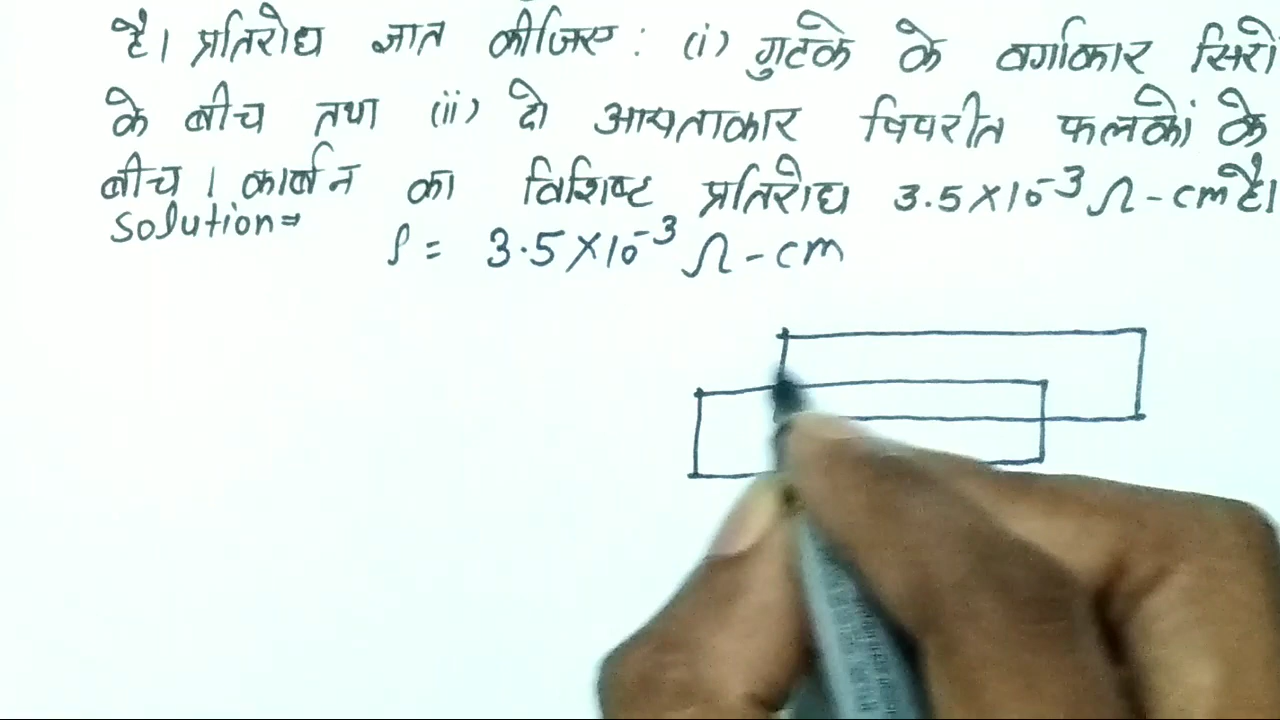 है। प्रतिरोध ज्ञात कीजिए : (i) गुटके के वर्गाकार सिरों
के बीच तथा (ii) दो आयताकार विपरीत फलकों के
बीच । कार्बन का विशिष्ट प्रतिरोध 3.5×10⁻³ Ω-cm है।
Solution⇒
ρ = 3.5×10⁻³ Ω-cm